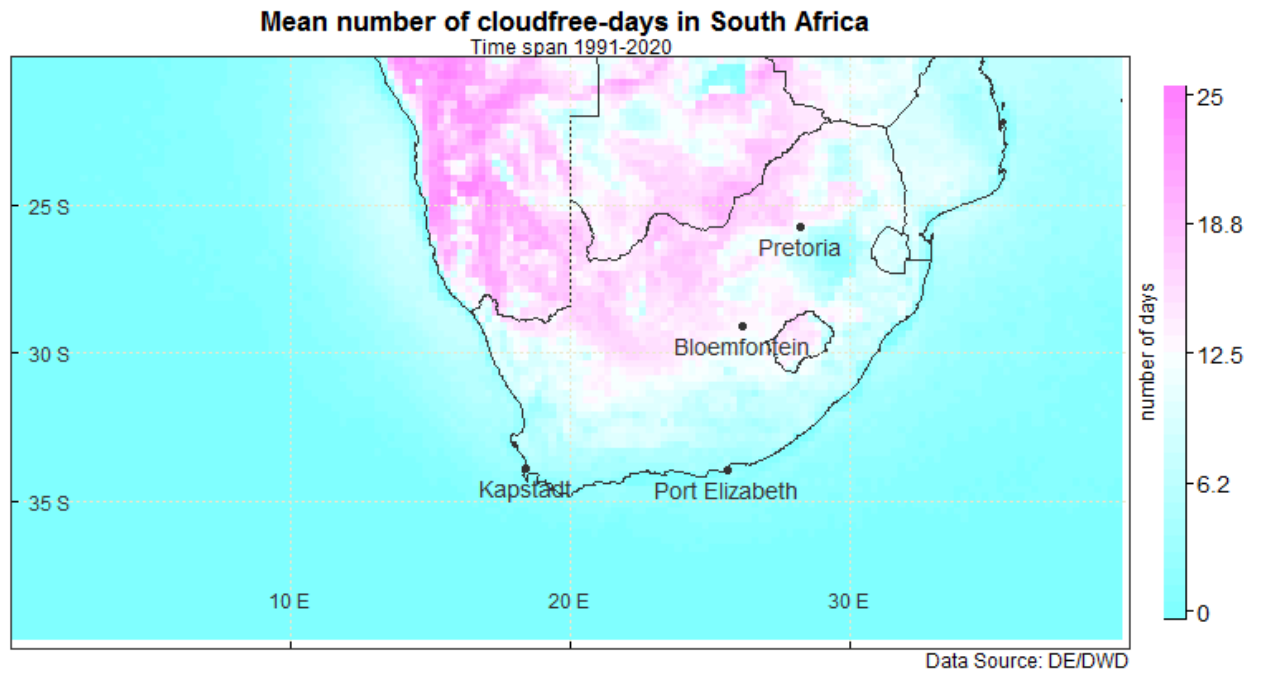 Mean number of cloudfree-days in South Africa
Time span 1991-2020
25
25 S
18.8
Pretoria
number of days
Bloemfontein
30 S
12.5
Kapstadt
Port Elizabeth
6.2
35 S
10 E
20 E
30 E
0
Data Source: DE/DWD